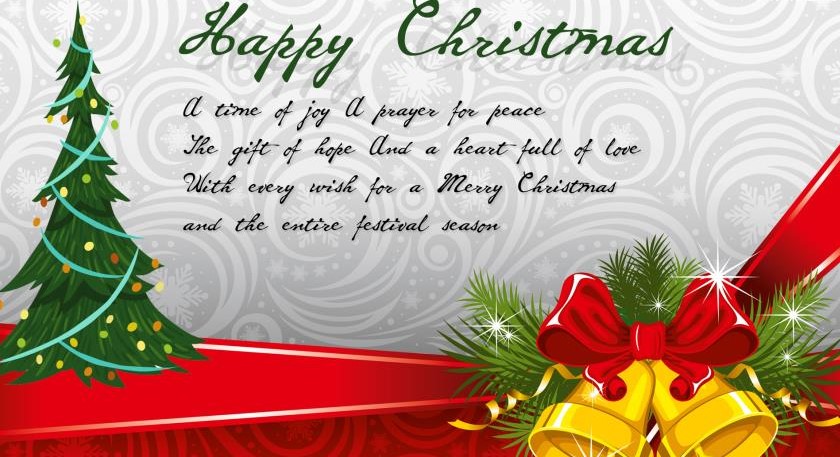 Happy Christmas
A time of joy A prayer for peace
The gift of hope And a heart full of love
With every wish for a Merry Christmas
and the entire festival season